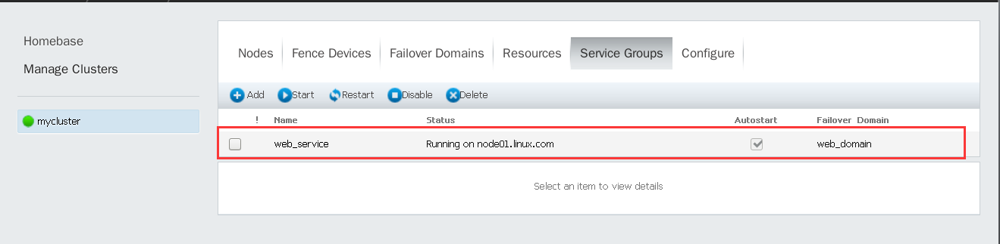 Homebase
Manage Clusters
mycluster
Nodes Fence Devices Failover Domains Resources Service Groups Configure
Add Start Restart Disable Delete
! Name Status Autostart Failover Domain
web_service Running on node01.linux.com web_domain
Select an item to view details